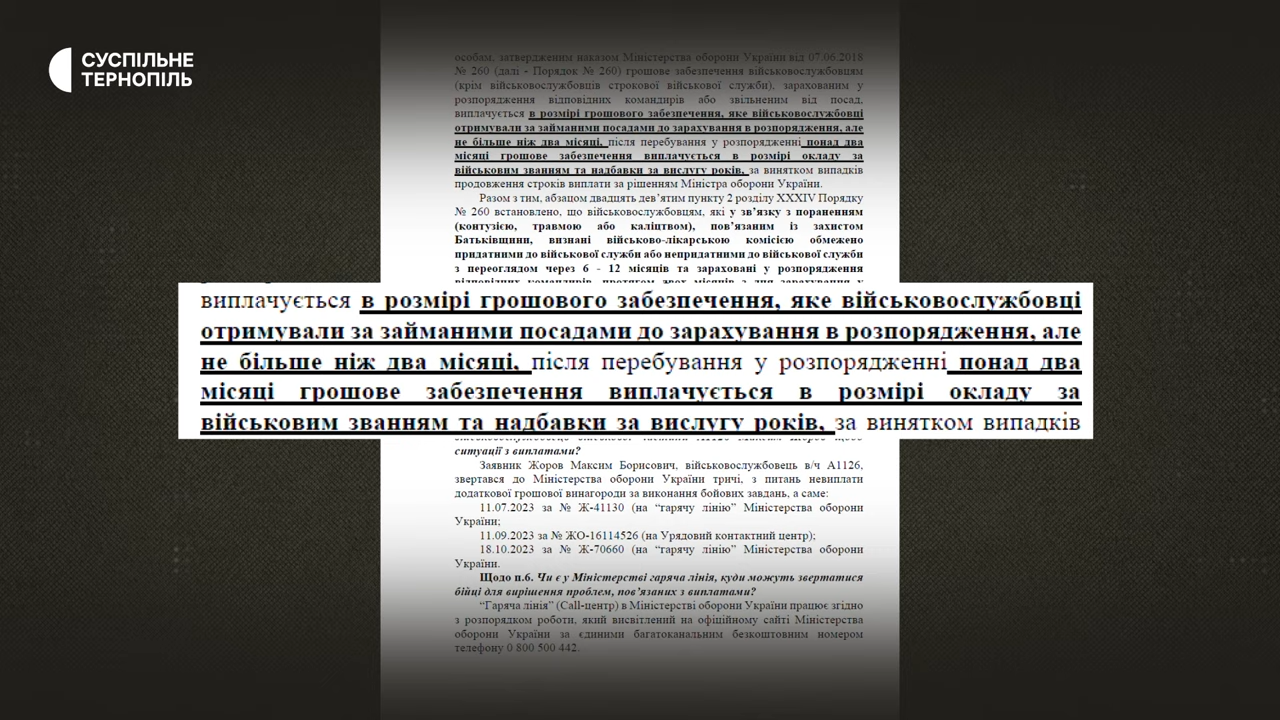 СУСПІЛЬНЕ
ТЕРНОПІЛЬ
особам, затвердженим наказом Міністерства оборони України від 07.06.2018
№ 260 (далі - Порядок № 260) грошове забезпечення військовослужбовцям
(крім військовослужбовців строкової військової служби), зарахованим у
розпорядження відповідних командирів або звільненим від посад,
виплачується в розмірі грошового забезпечення, яке військовослужбовці
отримували за займаними посадами до зарахування в розпорядження, але
не більше ніж два місяці, після перебування у розпорядженні понад два
місяці грошове забезпечення виплачується в розмірі окладу за
військовим званням та надбавки за вислугу років, за винятком випадків
продовження строків виплати за рішенням Міністра оборони України.
Разом з тим, абзацом двадцять дев’ятим пункту 2 розділу XXXIV Порядку
№ 260 встановлено, що військовослужбовцям, які у зв’язку з пораненням
(контузією, травмою або каліцтвом), пов’язаним із захистом
Батьківщини, визнані військово-лікарською комісією обмежено
придатними до військової служби або непридатними до військової служби
з переоглядом через 6 - 12 місяців та зараховані у розпорядження
виплачується в розмірі грошового забезпечення, яке військовослужбовці
отримували за займаними посадами до зарахування в розпорядження, але
не більше ніж два місяці, після перебування у розпорядженні понад два
місяці грошове забезпечення виплачується в розмірі окладу за
військовим званням та надбавки за вислугу років, за винятком випадків
ситуації з виплатами?
Заявник Жоров Максим Борисович, військовослужбовець в/ч А1126,
звертався до Міністерства оборони України тричі, з питань невиплати
додаткової грошової винагороди за виконання бойових завдань, а саме:
11.07.2023 за № Ж-41130 (на “гарячу лінію” Міністерства оборони
України;
11.09.2023 за № ЖО-16114526 (на Урядовий контактний центр);
18.10.2023 за № Ж-70660 (на “гарячу лінію” Міністерства оборони
України.
Щодо п.6. Чи є у Міністерстві гаряча лінія, куди можуть звертатися
бійці для вирішення проблем, пов’язаних з виплатами?
“Гаряча лінія” (Call-центр) в Міністерстві оборони України працює згідно
з розпорядком роботи, який висвітлений на офіційному сайті Міністерства
оборони України за єдиними багатоканальним безкоштовним номером
телефону 0 800 500 442.